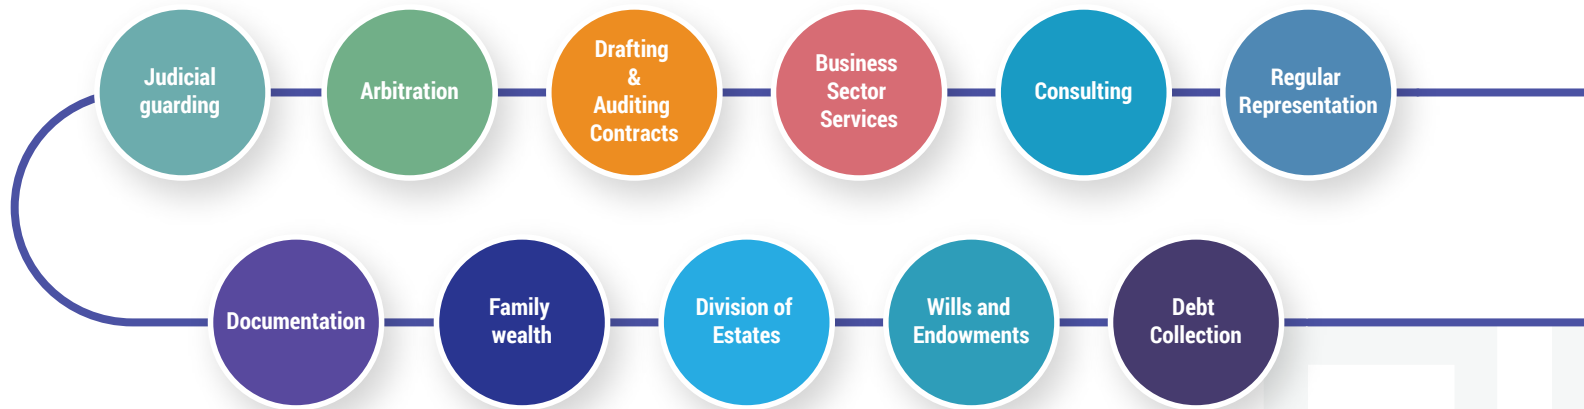 Judicial
guarding
Arbitration
Drafting
&
Auditing
Contracts
Business
Sector
Services
Consulting
Regular
Representation
Documentation
Family
wealth
Division of
Estates
Wills and
Endowments
Debt
Collection